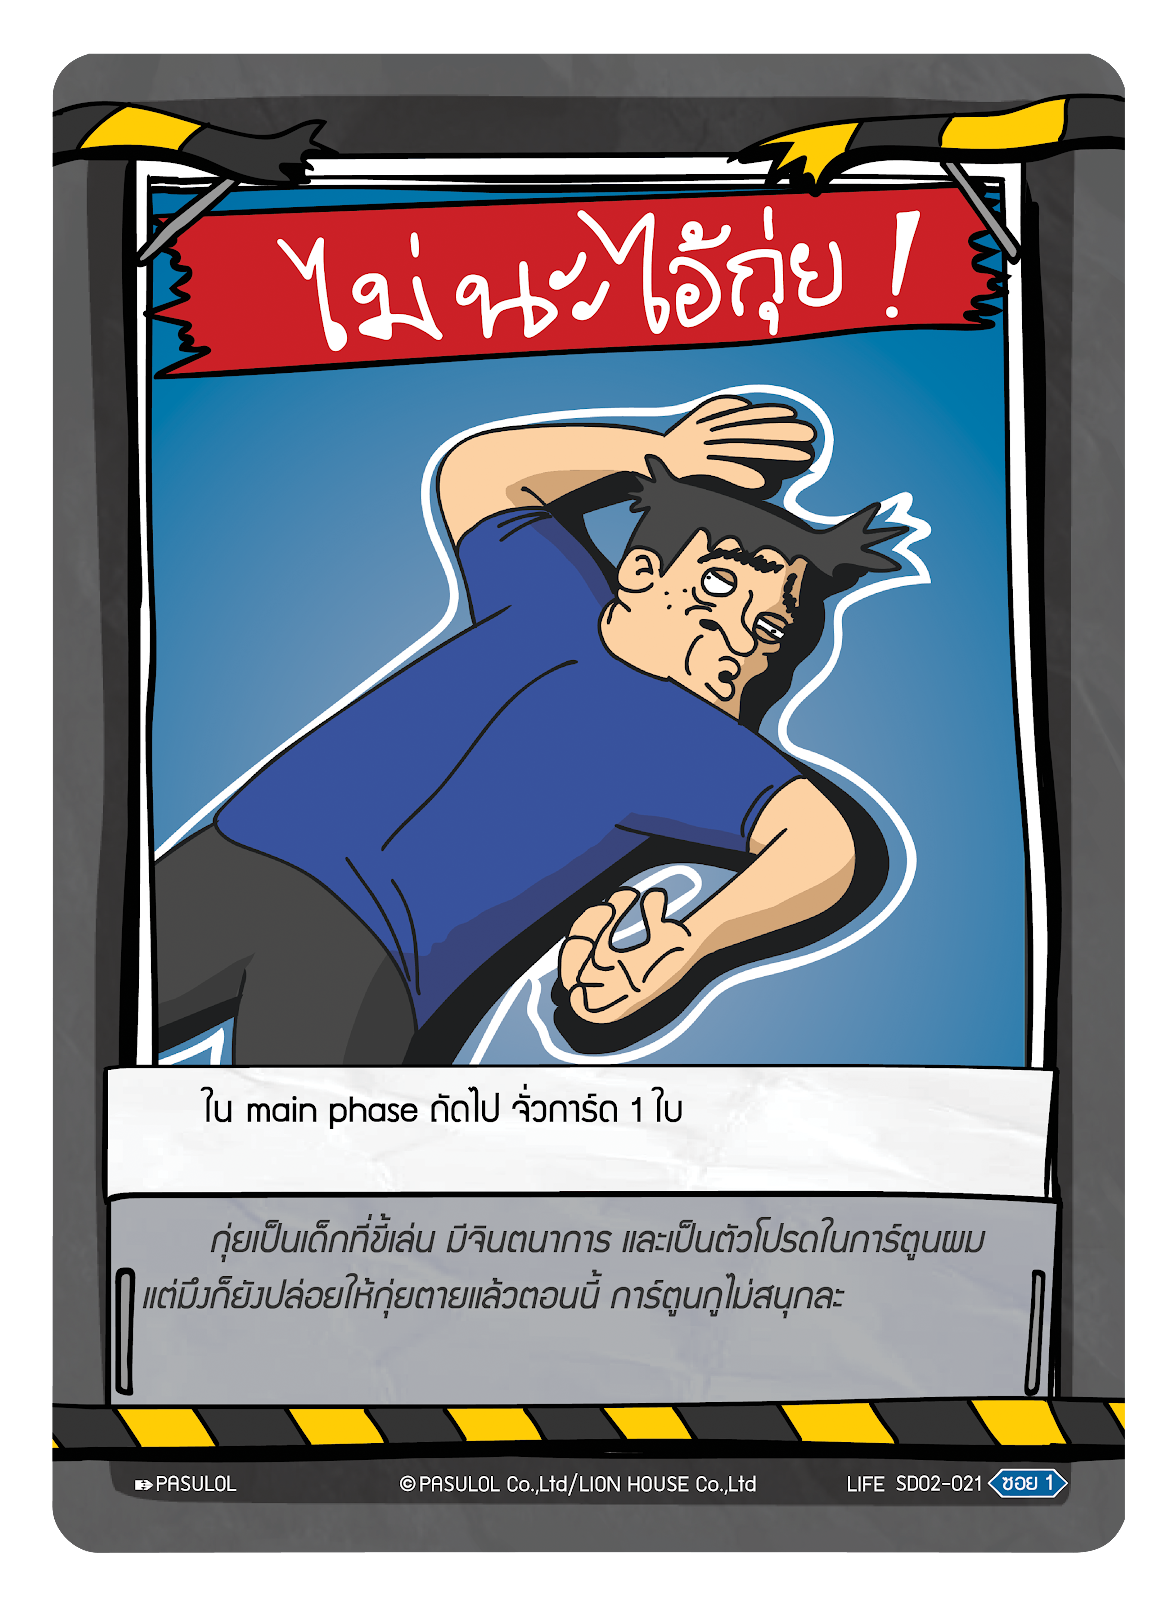 ไม่นะไอ้กุ่ย !
ใน main phase ถัดไป จั่วการ์ด 1 ใบ
กุ่ยเป็นเด็กที่ขี้เล่น มีจินตนาการ และเป็นตัวโปรดในการ์ตูนผม
แต่มึงก็ยังปล่อยให้กุ่ยตายแล้วตอนนี้ การ์ตูนกูไม่สนุกละ
PASULOL ©PASULOL Co.,Ltd/LION HOUSE Co.,Ltd LIFE SD02-021 ซอย 1